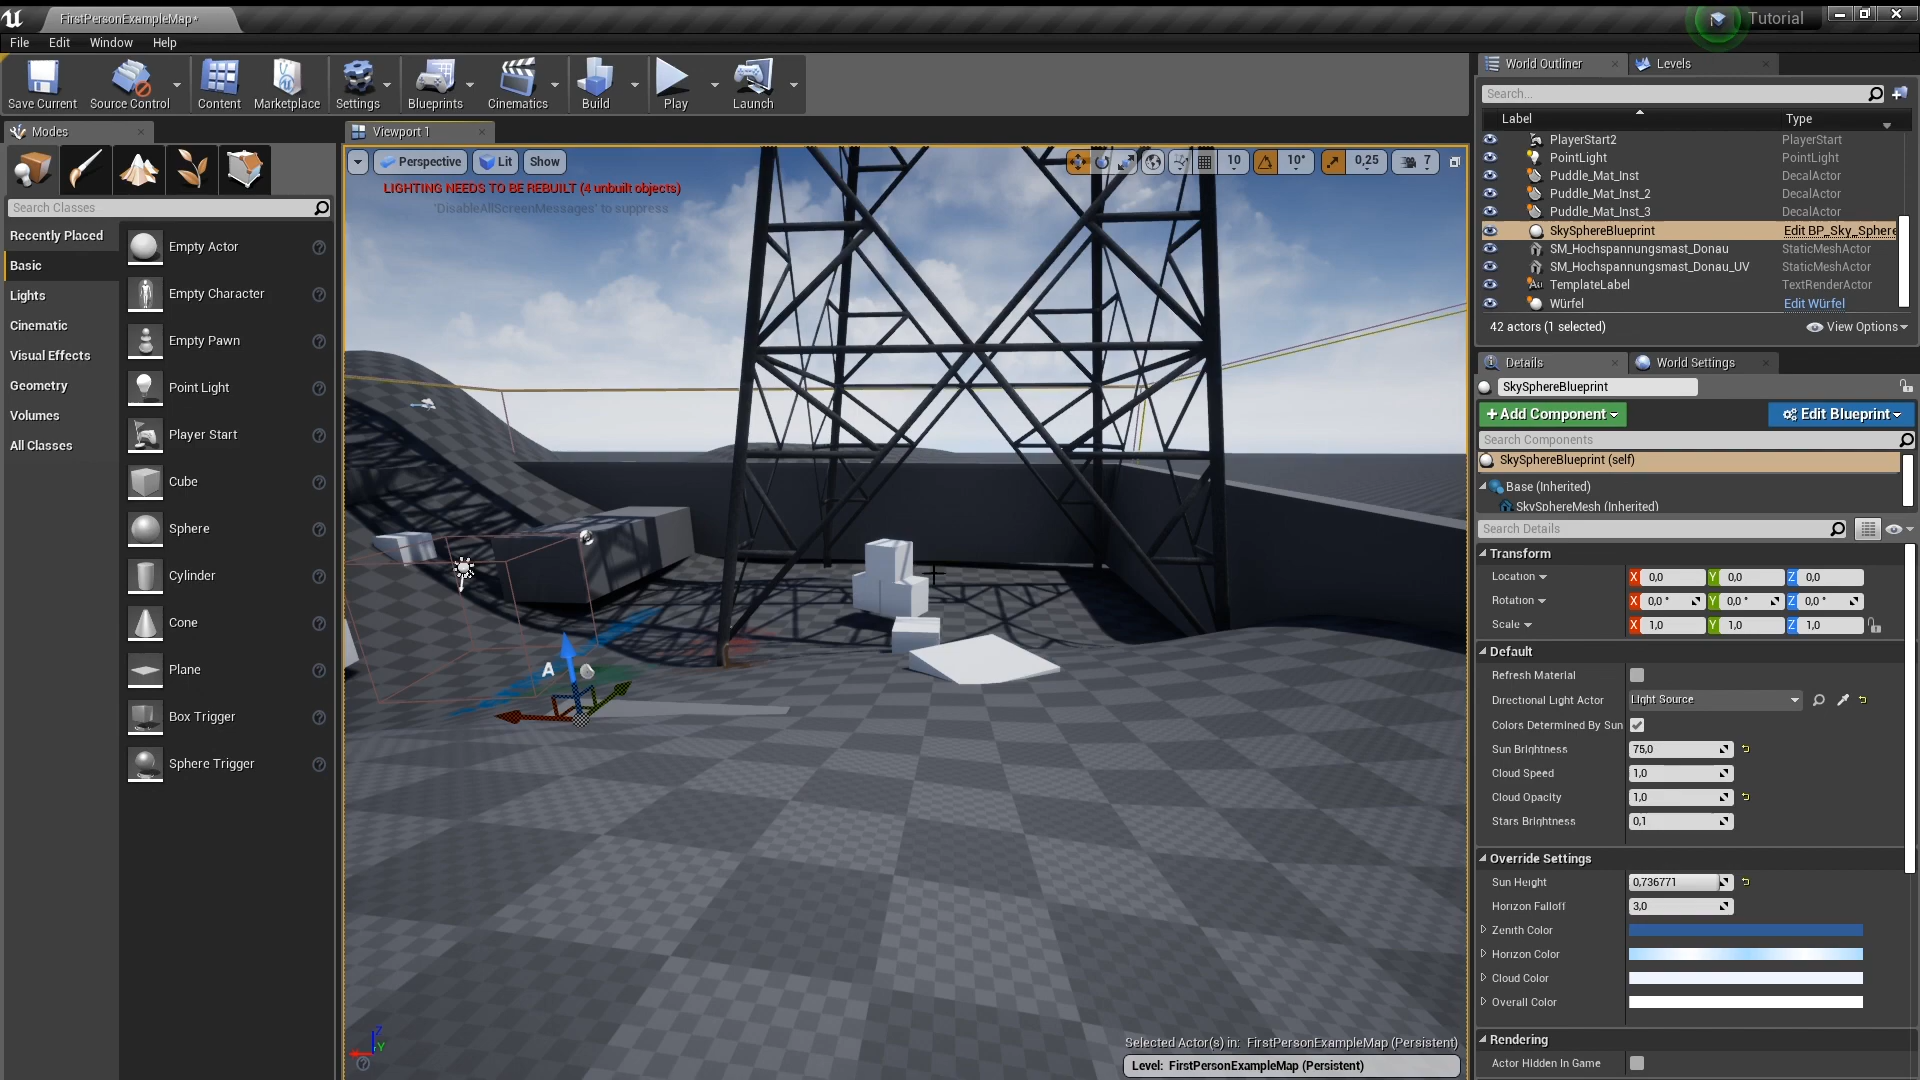 FirstPersonExampleMap*
Tutorial
File Edit Window Help
Save Current Source Control Content Marketplace Settings Blueprints Cinematics Build Play Launch
Modes
Search Classes
Recently Placed
Basic
Lights
Cinematic
Visual Effects
Geometry
Volumes
All Classes
Empty Actor
Empty Character
Empty Pawn
Point Light
Player Start
Cube
Sphere
Cylinder
Cone
Plane
Box Trigger
Sphere Trigger
Viewport 1
Perspective Lit Show 10 10° 0,25 7
LIGHTING NEEDS TO BE REBUILT (4 unbuilt objects)
'DisableAllScreenMessages' to suppress
A
Z
Y
Selected Actor(s) in: FirstPersonExampleMap (Persistent)
Level: FirstPersonExampleMap (Persistent)
World Outliner Levels
Search...
Label Type
PlayerStart2 PlayerStart
PointLight PointLight
Puddle_Mat_Inst DecalActor
Puddle_Mat_Inst_2 DecalActor
Puddle_Mat_Inst_3 DecalActor
SkySphereBlueprint Edit BP_Sky_Sphere
SM_Hochspannungsmast_Donau StaticMeshActor
SM_Hochspannungsmast_Donau_UV StaticMeshActor
TemplateLabel TextRenderActor
Würfel Edit Würfel
42 actors (1 selected) View Options
Details World Settings
SkySphereBlueprint
+Add Component Edit Blueprint
Search Components
SkySphereBlueprint (self)
Base (Inherited)
SkySphereMesh (Inherited)
Search Details
Transform
Location X 0,0 Y 0,0 Z 0,0
Rotation X 0,0 ° Y 0,0 ° Z 0,0 °
Scale X 1,0 Y 1,0 Z 1,0
Default
Refresh Material
Directional Light Actor Light Source
Colors Determined By Sun
Sun Brightness 75,0
Cloud Speed 1,0
Cloud Opacity 1,0
Stars Brightness 0,1
Override Settings
Sun Height 0,736771
Horizon Falloff 3,0
Zenith Color
Horizon Color
Cloud Color
Overall Color
Rendering
Actor Hidden In Game